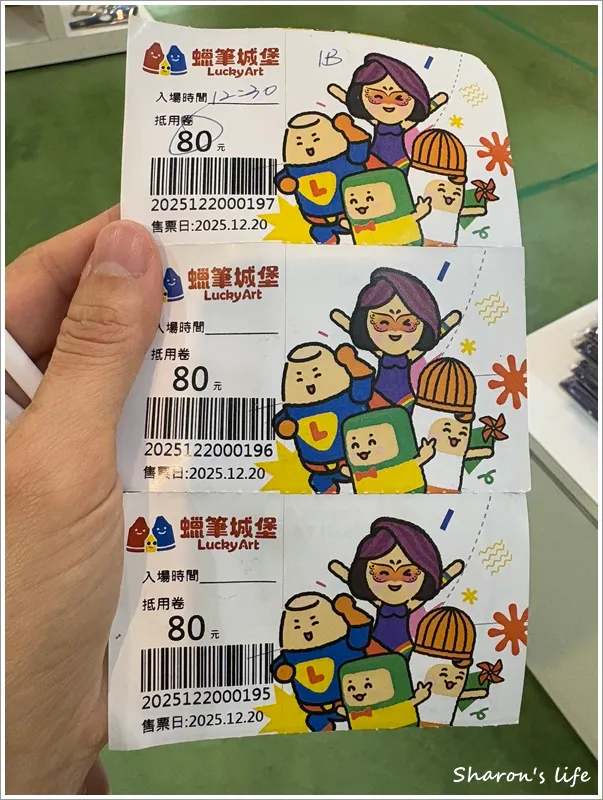 蠟筆城堡
LuckyArt
1B
入場時間 12:30
抵用卷
80元
2025122000197
售票日:2025.12.20
L
蠟筆城堡
LuckyArt
入場時間
抵用卷
80元
2025122000196
售票日:2025.12.20
L
蠟筆城堡
LuckyArt
入場時間
抵用卷
80元
2025122000195
售票日:2025.12.20
L
Sharon's life